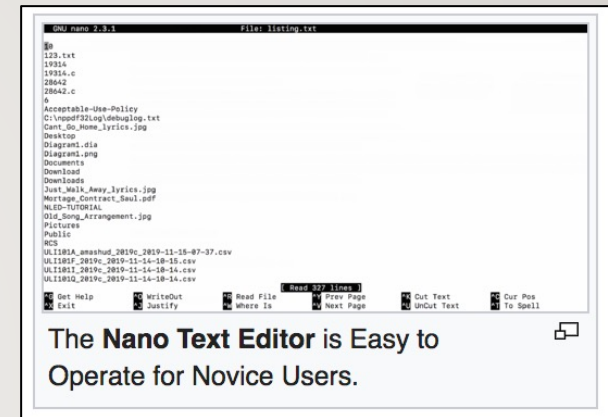 GNU nano 2.3.1 File: listing.txt
10
123.txt
19314
19314.c
28642
28642.c
6
Acceptable-Use-Policy
C:\nppdf32Log\debuglog.txt
Cant_Go_Home_lyrics.jpg
Desktop
Diagram1.dia
Diagram1.png
Documents
Download
Downloads
Just_Walk_Away_lyrics.jpg
Mortage_Contract_Saul.pdf
NLED-TUTORIAL
Old_Song_Arrangement.jpg
Pictures
Public
RCS
ULI101A_amashud_2019c_2019-11-15-07-37.csv
ULI101F_2019c_2019-11-14-10-15.csv
ULI101I_2019c_2019-11-14-10-14.csv
ULI101Q_2019c_2019-11-14-10-14.csv
[ Read 327 lines ]
^G Get Help ^O WriteOut ^R Read File ^Y Prev Page ^K Cut Text ^C Cur Pos
^X Exit ^J Justify ^W Where Is ^V Next Page ^U UnCut Text ^T To Spell
The Nano Text Editor is Easy to
Operate for Novice Users.